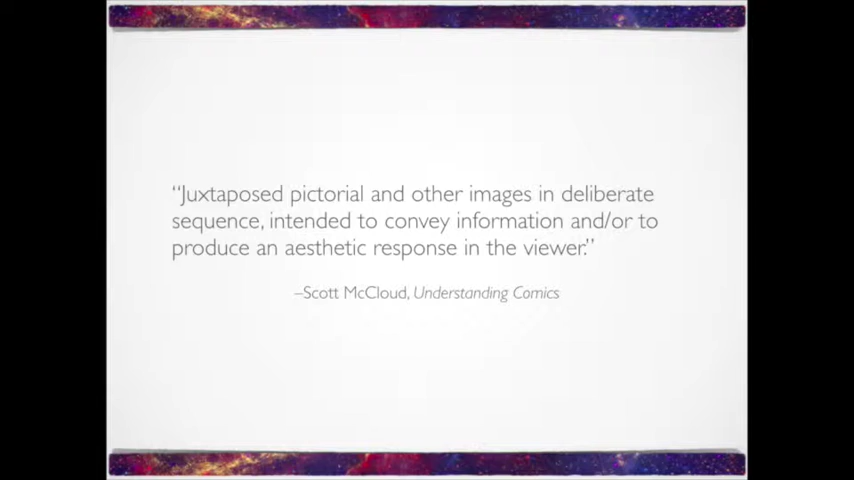 “Juxtaposed pictorial and other images in deliberate
sequence, intended to convey information and/or to
produce an aesthetic response in the viewer.”
–Scott McCloud, Understanding Comics